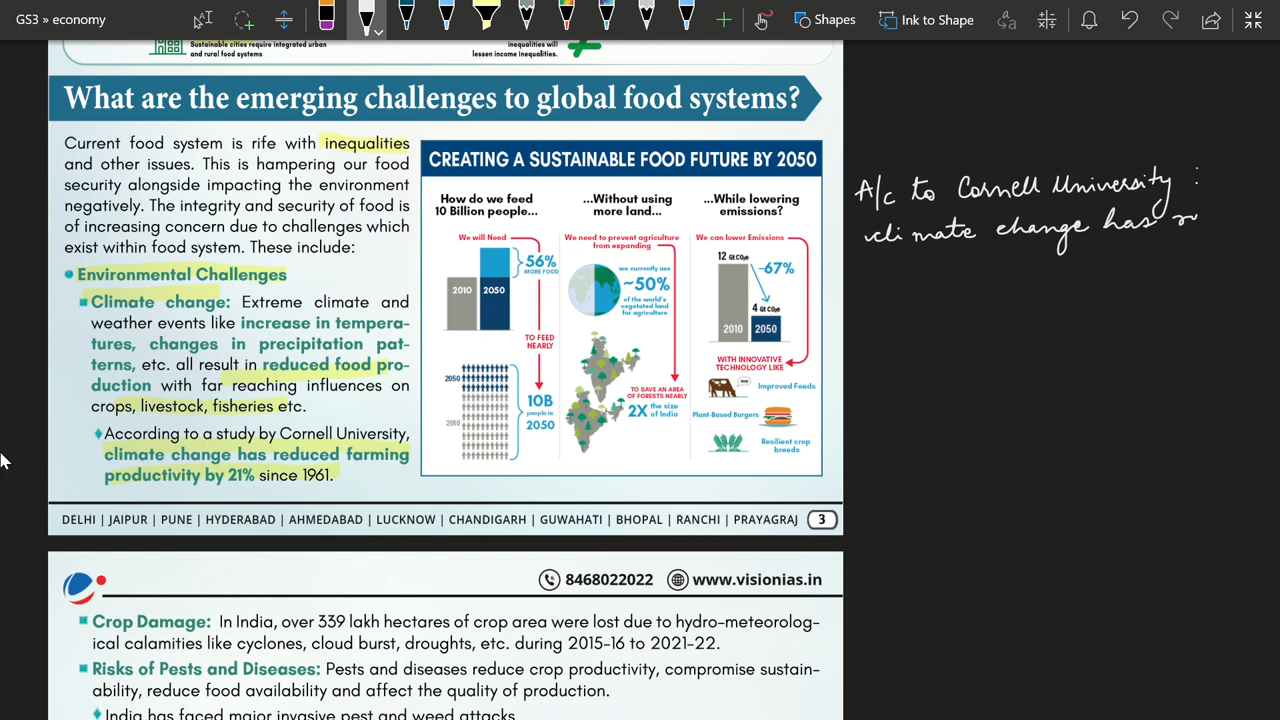 GS3 » economy
Shapes
Ink to Shape
Sustainable cities require integrated urban
and rural food systems
inequalities will
lessen income inequalities.
What are the emerging challenges to global food systems?
Current food system is rife with inequalities
and other issues. This is hampering our food
security alongside impacting the environment
negatively. The integrity and security of food is
of increasing concern due to challenges which
exist within food system. These include:
Environmental Challenges
Climate change: Extreme climate and
weather events like increase in tempera-
tures, changes in precipitation pat-
terns, etc. all result in reduced food pro-
duction with far reaching influences on
crops, livestock, fisheries etc.
According to a study by Cornell University,
climate change has reduced farming
productivity by 21% since 1961.
CREATING A SUSTAINABLE FOOD FUTURE BY 2050
How do we feed
10 Billion people...
We will Need
2010
2050
56%
MORE FOOD
TO FEED
NEARLY
2050
2010
10B
people in
2050
...Without using
more land...
We need to prevent agriculture
from expanding
we currently use
~50%
of the world's
vegetated land
for agriculture
TO SAVE AN AREA
OF FORESTS NEARLY
2X the size
of India
...While lowering
emissions?
We can lower Emissions
12 Gt CO₂e
-67%
4 Gt CO₂e
2010
2050
WITH INNOVATIVE
TECHNOLOGY LIKE
Improved Feeds
Plant-Based Burgers
Resilient crop
breeds
A/c to Cornell University :
climate change has
DELHI | JAIPUR | PUNE | HYDERABAD | AHMEDABAD | LUCKNOW | CHANDIGARH | GUWAHATI | BHOPAL | RANCHI | PRAYAGRAJ 3
8468022022 www.visionias.in
Crop Damage: In India, over 339 lakh hectares of crop area were lost due to hydro-meteorolog-
ical calamities like cyclones, cloud burst, droughts, etc. during 2015-16 to 2021-22.
Risks of Pests and Diseases: Pests and diseases reduce crop productivity, compromise sustain-
ability, reduce food availability and affect the quality of production.
India has faced major invasive pest and weed attacks